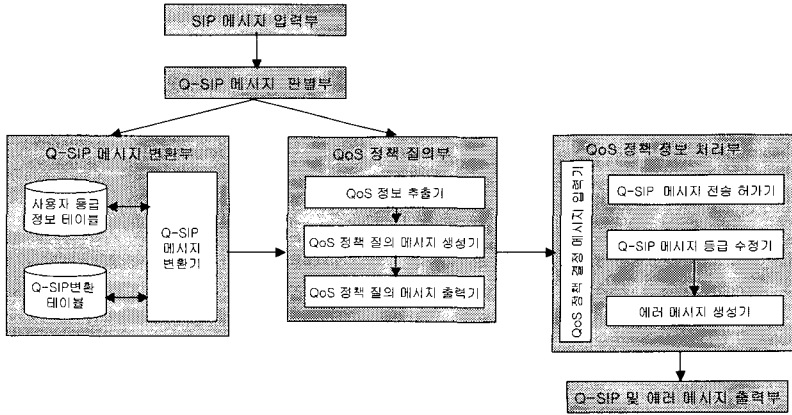 SIP 메시지 입력부
Q-SIP 메시지 판별부
Q-SIP 메시지 변환부
사용자 등급
정보 테이블
Q-SIP변환
테이블
Q-SIP
메시지
변환기
QoS 정책 질의부
QoS 정보 추출기
QoS 정책 질의 메시지 생성기
QoS 정책 질의 메시지 출력기
QoS 정책 정보 처리부
QoS 정책 결정 메시지 입력기
Q-SIP 메시지 전송 허가기
Q-SIP 메시지 등급 수정기
에러 메시지 생성기
Q-SIP 및 에러 메시지 출력부